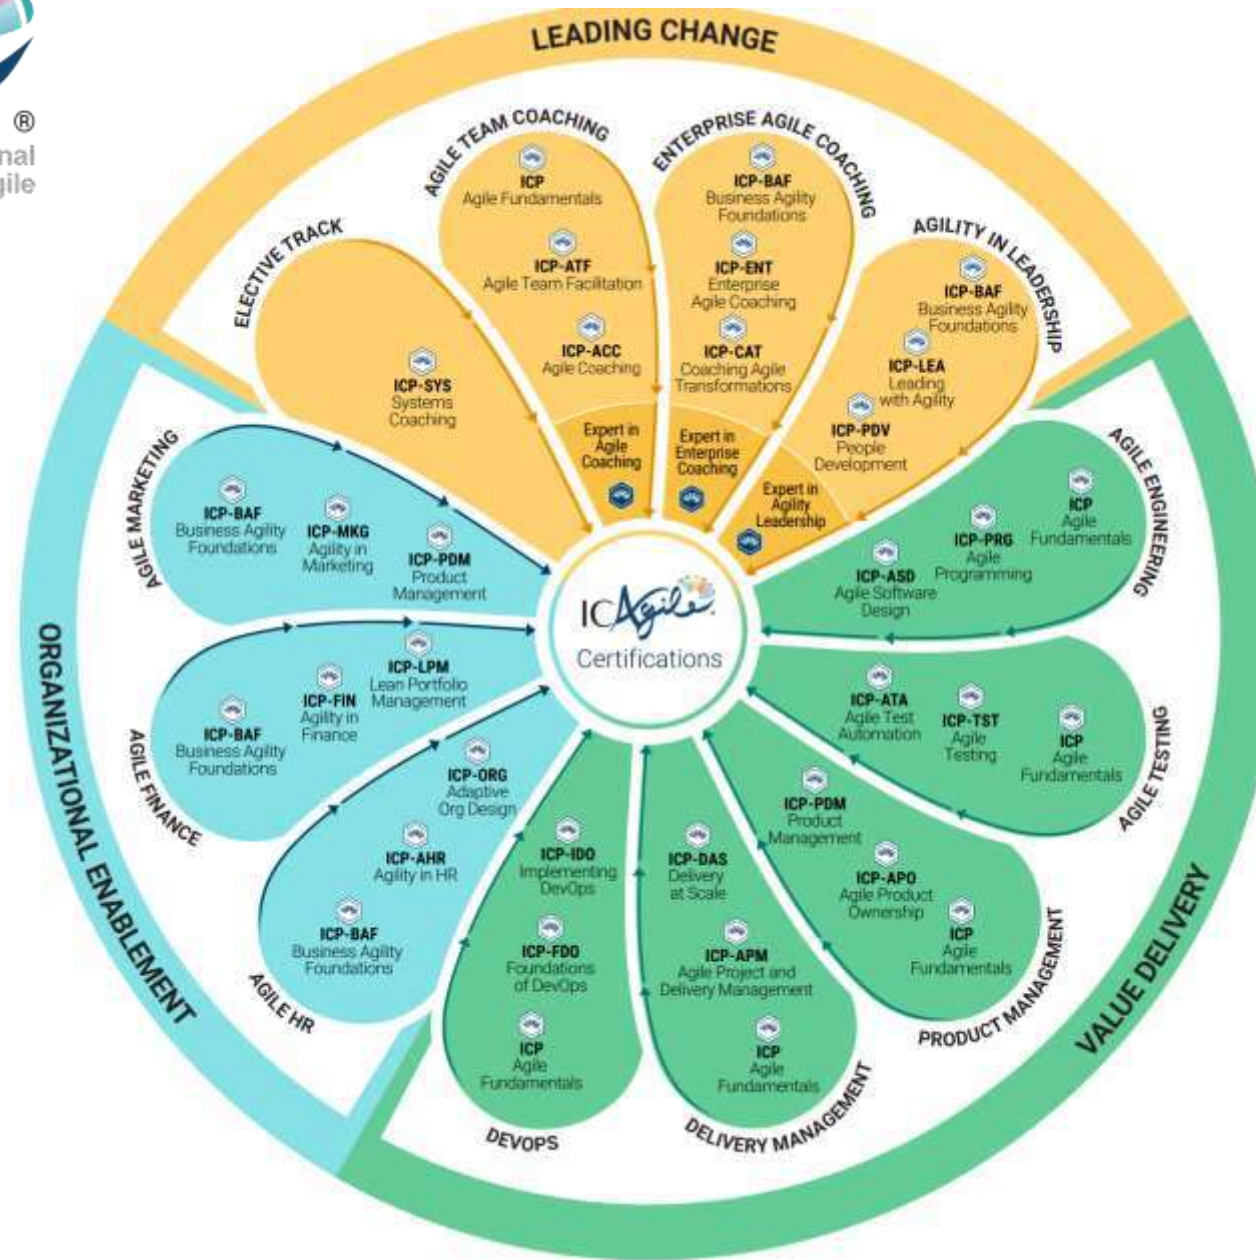 ®
nal
gile
LEADING CHANGE
ELECTIVE TRACK
ICP-SYS
Systems
Coaching
AGILE TEAM COACHING
ICP
Agile Fundamentals
ICP-ATF
Agile Team Facilitation
ICP-ACC
Agile Coaching
Expert in
Agile
Coaching
ENTERPRISE AGILE COACHING
ICP-BAF
Business Agility
Foundations
ICP-ENT
Enterprise
Agile Coaching
ICP-CAT
Coaching Agile
Transformations
Expert in
Enterprise
Coaching
AGILITY IN LEADERSHIP
ICP-BAF
Business Agility
Foundations
ICP-LEA
Leading
with Agility
ICP-PDV
People
Development
Expert in
Agility
Leadership
VALUE DELIVERY
AGILE ENGINEERING
ICP
Agile
Fundamentals
ICP-PRG
Agile
Programming
ICP-ASD
Agile Software
Design
AGILE TESTING
ICP-ATA
Agile Test
Automation
ICP-TST
Agile
Testing
ICP
Agile
Fundamentals
PRODUCT MANAGEMENT
ICP-PDM
Product
Management
ICP-APO
Agile Product
Ownership
ICP
Agile
Fundamentals
DELIVERY MANAGEMENT
ICP-DAS
Delivery
at Scale
ICP-APM
Agile Project and
Delivery Management
ICP
Agile
Fundamentals
DEVOPS
ICP-IDO
Implementing
DevOps
ICP-FDO
Foundations
of DevOps
ICP
Agile
Fundamentals
ORGANIZATIONAL ENABLEMENT
AGILE HR
ICP-ORG
Adaptive
Org Design
ICP-AHR
Agility in HR
ICP-BAF
Business Agility
Foundations
AGILE FINANCE
ICP-LPM
Lean Portfolio
Management
ICP-FIN
Agility in
Finance
ICP-BAF
Business Agility
Foundations
AGILE MARKETING
ICP-BAF
Business Agility
Foundations
ICP-MKG
Agility in
Marketing
ICP-PDM
Product
Management
ICAgile
Certifications